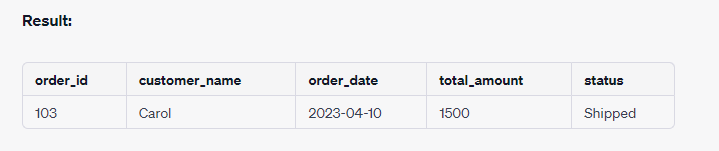 Result:
order_id customer_name order_date total_amount status
103 Carol 2023-04-10 1500 Shipped